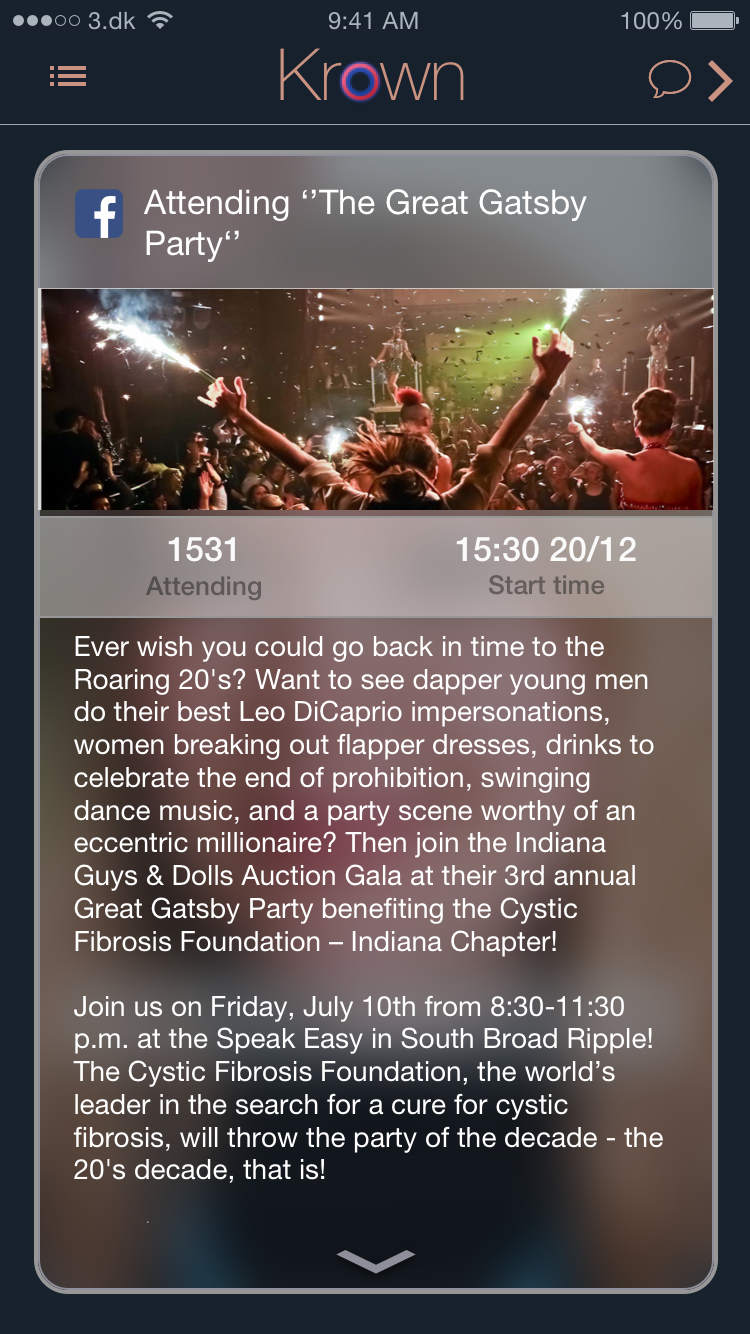 3.dk 9:41 AM 100%
Krown
Attending ‘’The Great Gatsby
Party‘’
1531 15:30 20/12
Attending Start time
Ever wish you could go back in time to the
Roaring 20's? Want to see dapper young men
do their best Leo DiCaprio impersonations,
women breaking out flapper dresses, drinks to
celebrate the end of prohibition, swinging
dance music, and a party scene worthy of an
eccentric millionaire? Then join the Indiana
Guys & Dolls Auction Gala at their 3rd annual
Great Gatsby Party benefiting the Cystic
Fibrosis Foundation – Indiana Chapter!
Join us on Friday, July 10th from 8:30-11:30
p.m. at the Speak Easy in South Broad Ripple!
The Cystic Fibrosis Foundation, the world’s
leader in the search for a cure for cystic
fibrosis, will throw the party of the decade - the
20's decade, that is!